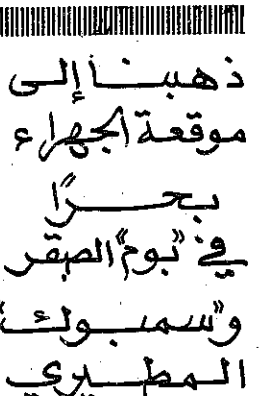 ذهبنا إلى
موقعة الجهراء
بحرًا
في "بوم" الصقر
و"سمبوك"
المطيري